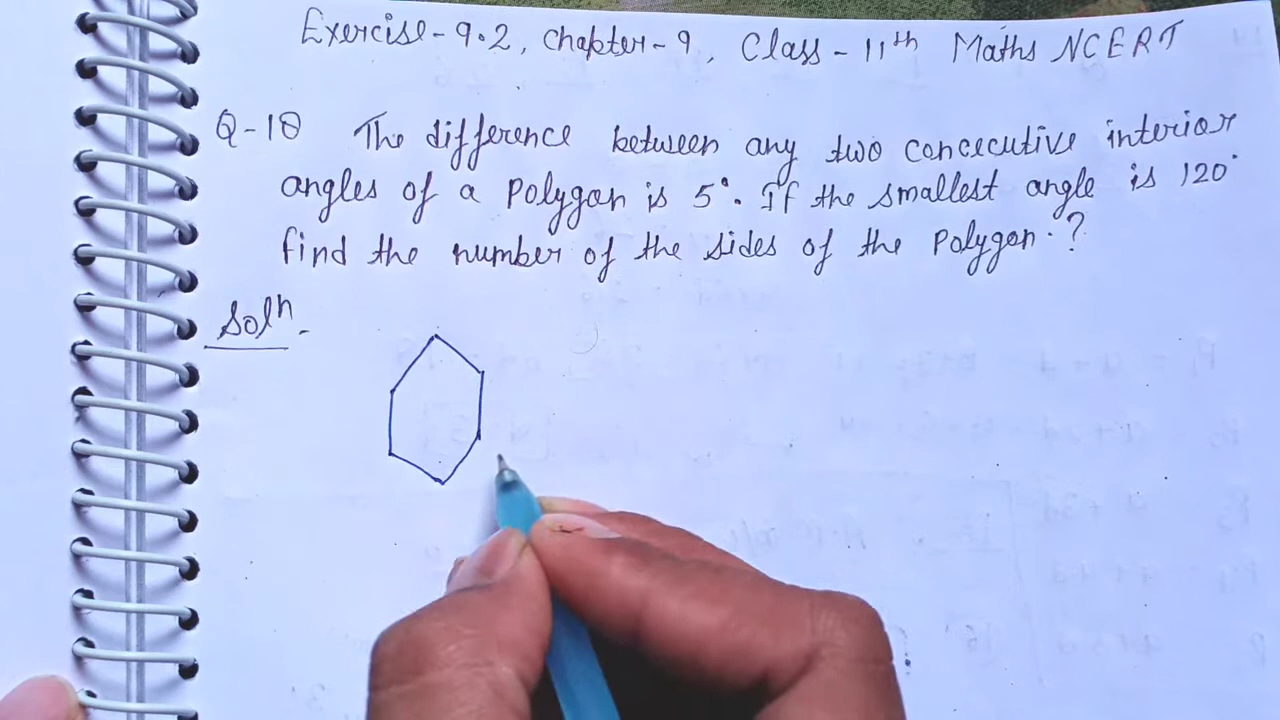 Exercise-9.2, Chapter-9, Class-11th Maths NCERT
Q-18 The difference between any two concecutive interior
angles of a Polygon is 5°. If the smallest angle is 120°
find the number of the sides of the Polygon.?
Solⁿ.